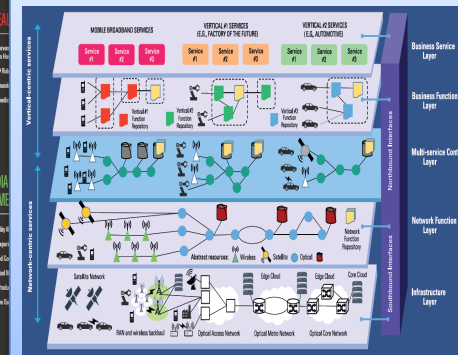 MOBILE BROADBAND SERVICES
VERTICAL #1 SERVICES
(E.G., FACTORY OF THE FUTURE)
VERTICAL #2 SERVICES
(E.G., AUTOMOTIVE)
Service #1
Service #2
Service #3
Service #1
Service #2
Service #3
Service #1
Service #2
Service #3
Business Service
Layer
Vertical-centric services
Vertical #1
Function
Repository
Vertical #2
Function
Repository
Vertical #3
Function
Repository
Business Function
Layer
Northbound Interfaces
Multi-service Cont
Layer
Network-centric services
Network
Function
Repository
Abstract resources:
Wireless
Satellite
Optical
Network Function
Layer
Southbound Interfaces
Satellite Network
Edge Cloud
Edge Cloud
Core Cloud
RAN and wireless backhaul
Optical Access Network
Optical Metro Network
Optical Core Network
Infrastructure
Layer